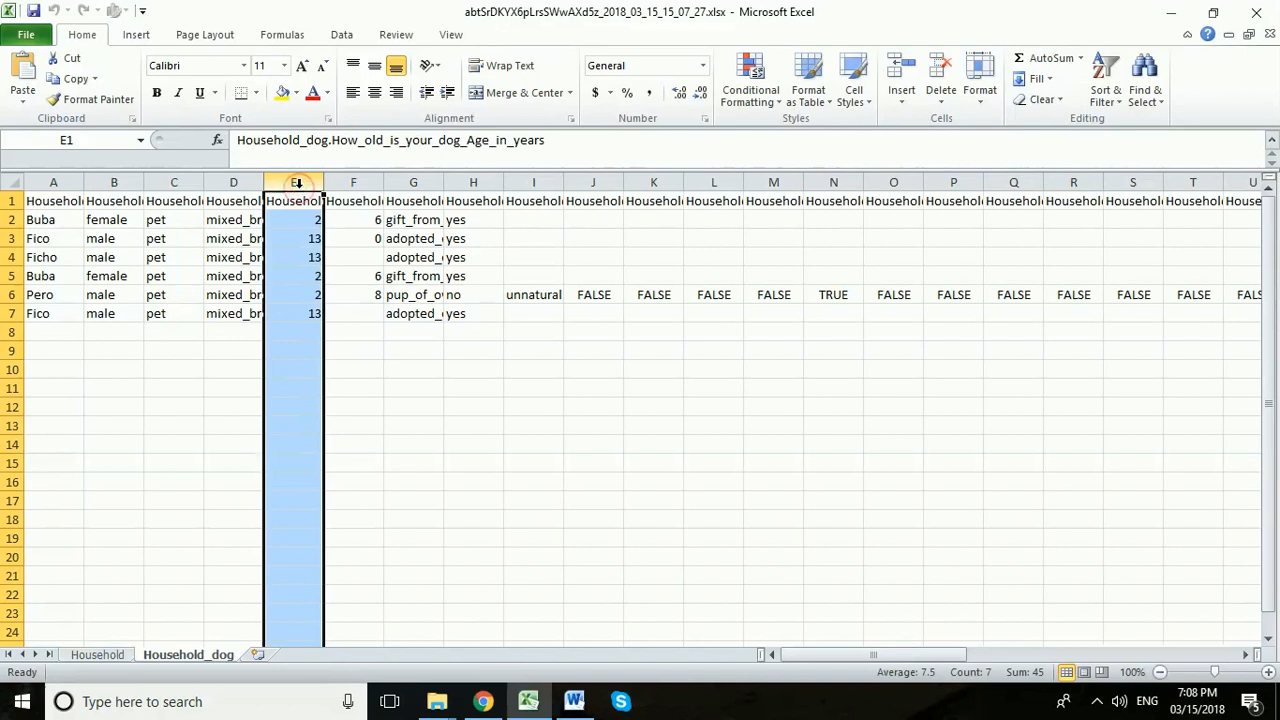 abtSrDKYX6pLrsSWwAXd5z_2018_03_15_15_07_27.xlsx - Microsoft Excel
File Home Insert Page Layout Formulas Data Review View
Cut Calibri 11 Wrap Text General AutoSum
Paste Copy Conditional Formatting Format as Table Cell Styles Insert Delete Format Fill Sort & Filter Find & Select
Format Painter B I U Merge & Center $ % , Clear
Clipboard Font Alignment Number Styles Cells Editing
E1 fx Household_dog.How_old_is_your_dog_Age_in_years
A B C D E F G H I J K L M N O P Q R S T U
1 Househol Househol Househol Househol Househol Househol Househol Househol Househol Househol Househol Househol Househol Househol Househol Househol Househol Househol Househol Househol House
2 Buba female pet mixed_br 2 6 gift_from_ yes
3 Fico male pet mixed_br 13 0 adopted_ yes
4 Ficho male pet mixed_br 13 adopted_ yes
5 Buba female pet mixed_br 2 6 gift_from_ yes
6 Pero male pet mixed_br 2 8 pup_of_o no unnatural FALSE FALSE FALSE FALSE TRUE FALSE FALSE FALSE FALSE FALSE FALSE FALS
7 Fico male pet mixed_br 13 adopted_ yes
8
9
10
11
12
13
14
15
16
17
18
19
20
21
22
23
24
Household Household_dog
Ready Average: 7.5 Count: 7 Sum: 45 100%
Type here to search ENG 7:08 PM
03/15/2018 5